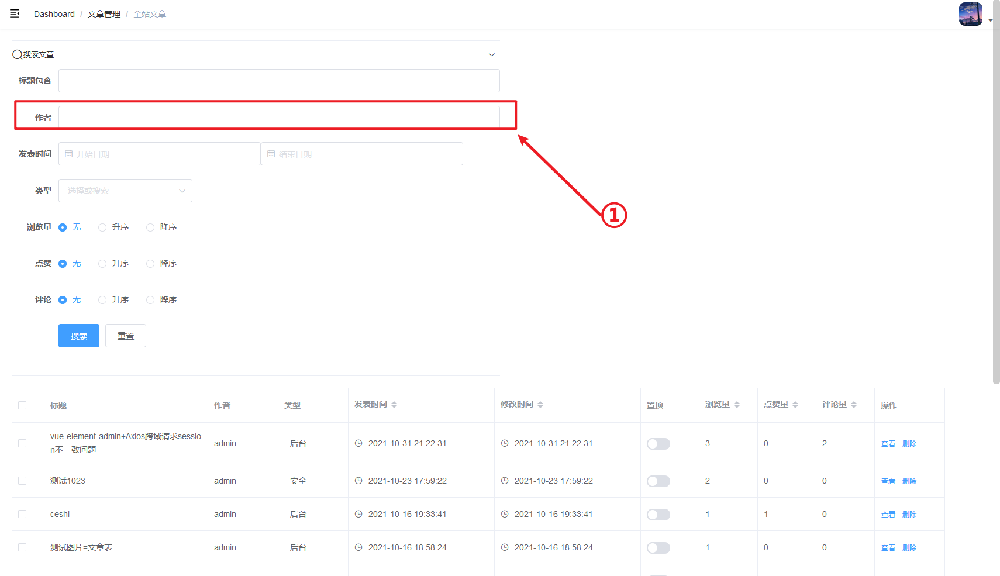 Dashboard / 文章管理 / 全站文章
搜索文章
标题包含
作者
发表时间 开始日期 结束日期
1
类型 选择或搜索
浏览量 无 升序 降序
点赞 无 升序 降序
评论 无 升序 降序
搜索 重置
标题 作者 类型 发表时间 修改时间 置顶 浏览量 点赞量 评论量 操作
vue-element-admin+Axios跨域请求sessio
n不一致问题 admin 后台 2021-10-31 21:22:31 2021-10-31 21:22:31 3 0 2 查看 删除
测试1023 admin 安全 2021-10-23 17:59:22 2021-10-23 17:59:22 2 0 0 查看 删除
ceshi admin 后台 2021-10-16 19:33:41 2021-10-16 19:33:41 1 1 0 查看 删除
测试图片=文章表 admin 后台 2021-10-16 18:58:24 2021-10-16 18:58:24 1 0 0 查看 删除